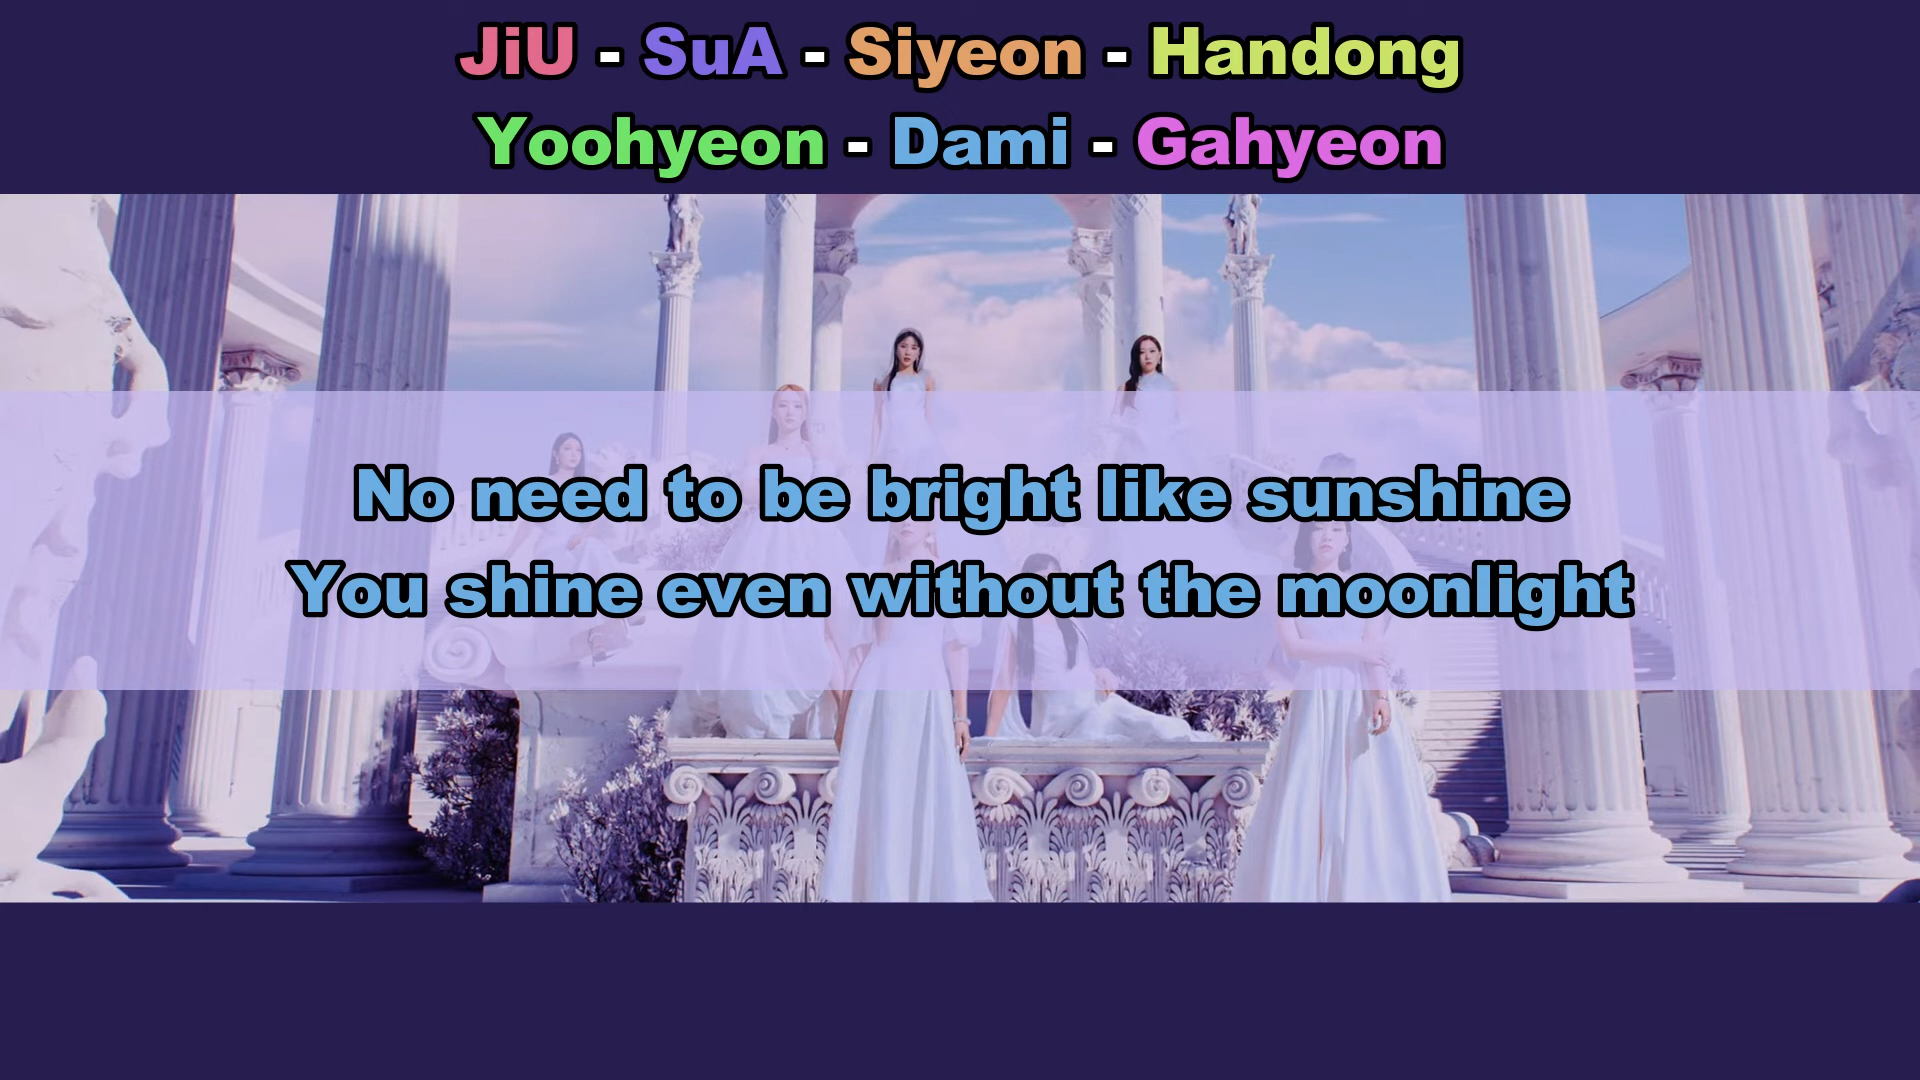 JiU - SuA - Siyeon - Handong
Yoohyeon - Dami - Gahyeon
No need to be bright like sunshine
You shine even without the moonlight